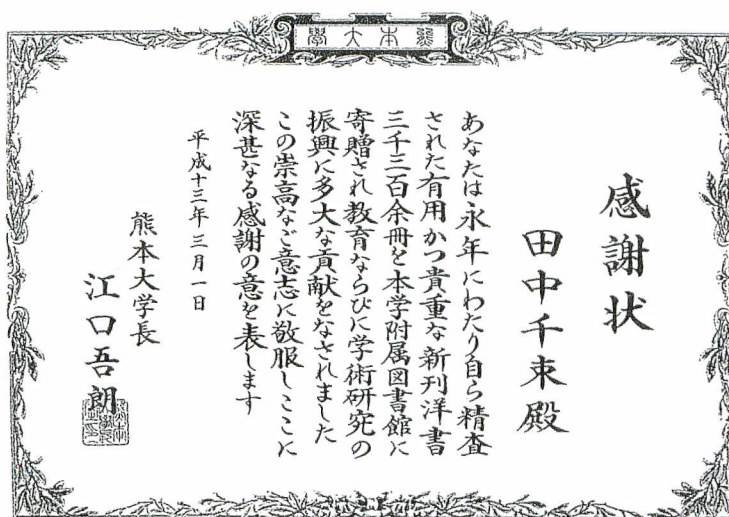 學大本熊
感謝状
田中千束殿
あなたは永年にわたり自ら精査
された有用かつ貴重な新刊洋書
三千三百余冊を本学附属図書館に
寄贈され教育ならびに学術研究の
振興に多大な貢献をなされました
この崇高なご意志に敬服しここに
深甚なる感謝の意を表します
平成十三年三月一日
熊本大学長
江口吾朗